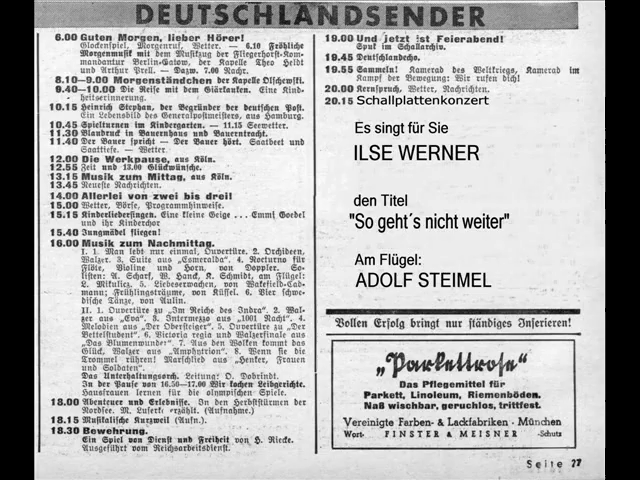 DEUTSCHLANDSENDER
6.00 Guten Morgen, lieber Hörer!
Glockenspiel, Morgenruf, Wetter. — 6.10 Fröhliche
Morgenmusik mit dem Musikzug der Fliegerhorst-Kom-
mandantur Berlin-Gatow, der Kapelle Theo Heldt
und Arthur Prell. — Dazw. 7.00 Nachr.
8.10—9.00 Morgenständchen der Kapelle Olschewski.
9.40—10.00 Die Reise mit dem Gierkarken. Eine Kind-
heitserinnerung.
10.15 Heinrich Stephan, der Begründer der deutschen Post.
Ein Lebensbild des Generalpostmeisters, aus Hamburg.
10.45 Spielturnen im Kindergarten. — 11.15 Seewetter.
11.30 Blaudruck in Bauernhaus und Bauerntracht.
11.40 Der Bauer spricht — Der Bauer hört. Saatbeet und
Saattiefe. — Wetter.
12.00 Die Werkpause, aus Köln.
12.55 Zeit und 13.00 Glückwünsche.
13.15 Musik zum Mittag, aus Köln.
13.45 Neueste Nachrichten.
14.00 Allerlei von zwei bis drei!
15.00 Wetter, Börse, Programmhinweise.
15.15 Kinderliederfingen. Eine kleine Geige ... Emmi Goedel
und ihr Kinderchor
15.40 Jungmädel fliegen!
16.00 Musik zum Nachmittag.
I. 1. Man lebt nur einmal, Ouvertüre. 2. Orchideen,
Walzer. 3. Suite aus „Esmeralda“. 4. Notturno für
Flöte, Violine und Horn, von Doppler. So-
listen: A. Scharf, W. Hanck, K. Schmidt, am Flügel:
L. Mikulicz. 5. Liebeserwachen, von Wakefield-Cad-
mann; Frühlingsträume, von Küssel. 6. Vier schwe-
dische Tänze, von Aulin.
II. 1. Ouvertüre zu „Im Reiche des Indra“. 2. Wal-
zer aus „Eva“. 3. Intermezzo aus „1001 Nacht“. 4.
Melodien aus „Der Obersteiger“. 5. Ouvertüre zu „Der
Bettelstudent“. 6. Victoria regia und Walzerfinale aus
„Das Blumenwunder“. 7. Aus den Wolken kommt das
Glück, Walzer aus „Amphytrion“. 8. Wenn sie die
Trommel rühren! Marschlied aus „Henker, Frauen
und Soldaten“.
Das Unterhaltungsorch. Leitung: O. Dobrindt.
In der Pause von 16.50—17.00 Wir kochen Leibgerichte.
Hausfrauen lernen für die olympischen Spiele.
18.00 Abenteuer und Erlebnisse. In den Herbststürmen der
Nordsee. M. Luserke erzählt. (Aufnahme.)
18.15 Musikalische Kurzweil (Aufn.).
18.30 Bewehrung.
Ein Spiel von Dienst und Freiheit von H. Riecke.
Ausgeführt vom Reichsarbeitsdienst.
19.00 Und jetzt ist Feierabend!
Spuk im Schallarchiv.
19.45 Deutschlandecho.
19.55 Sammeln! Kamerad des Weltkriegs, Kamerad im
Kampf der Bewegung: Wir rufen dich!
20.00 Kernspruch, Wetter, Nachrichten.
20.15 Schallplattenkonzert
Es singt für Sie
ILSE WERNER
den Titel
"So geht´s nicht weiter"
Am Flügel:
ADOLF STEIMEL
Vollen Erfolg bringt nur ständiges Inserieren!
„Parkettrose“
Das Pflegemittel für
Parkett, Linoleum, Riemenböden.
Naß wischbar, geruchlos, trittfest.
Vereinigte Farben- & Lackfabriken · München
Wort- FINSTER & MEISNER -Schutz
Seite 77